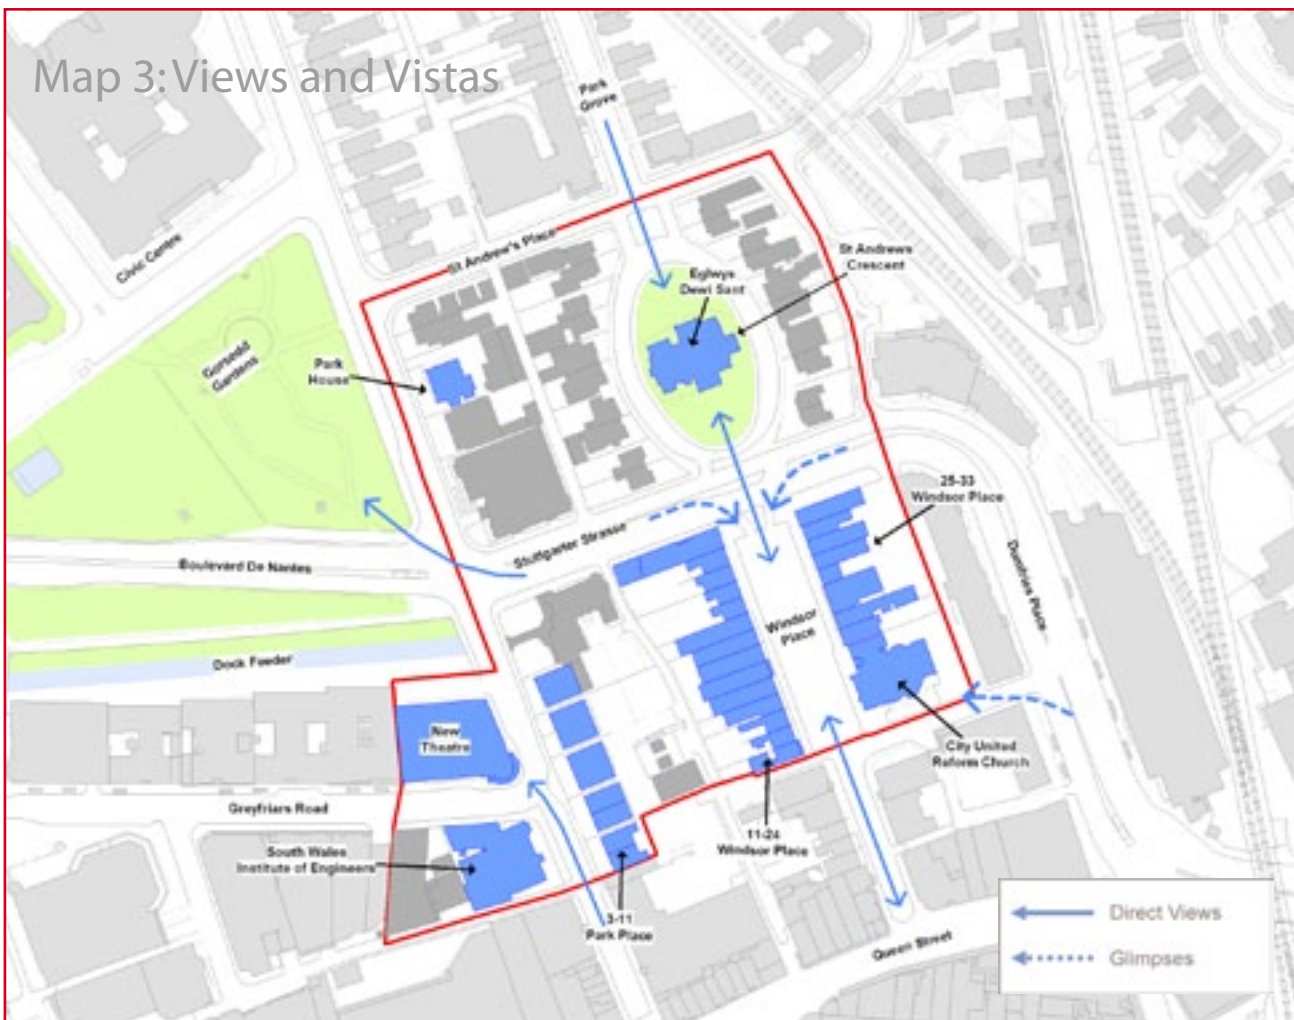 Map 3: Views and Vistas
Park
Grove
Civic Centre
St Andrew's Place
St Andrews
Crescent
Eglwys
Dewi Sant
Gorsedd
Gardens
Park
House
25-33
Windsor Place
Stuttgarter Strasse
Boulevard De Nantes
Dumfries Place
Windsor
Place
Dock Feeder
New
Theatre
City United
Reform Church
Greyfriars Road
11-24
Windsor Place
South Wales
Institute of Engineers
3-11
Park Place
Queen Street
Direct Views
Glimpses